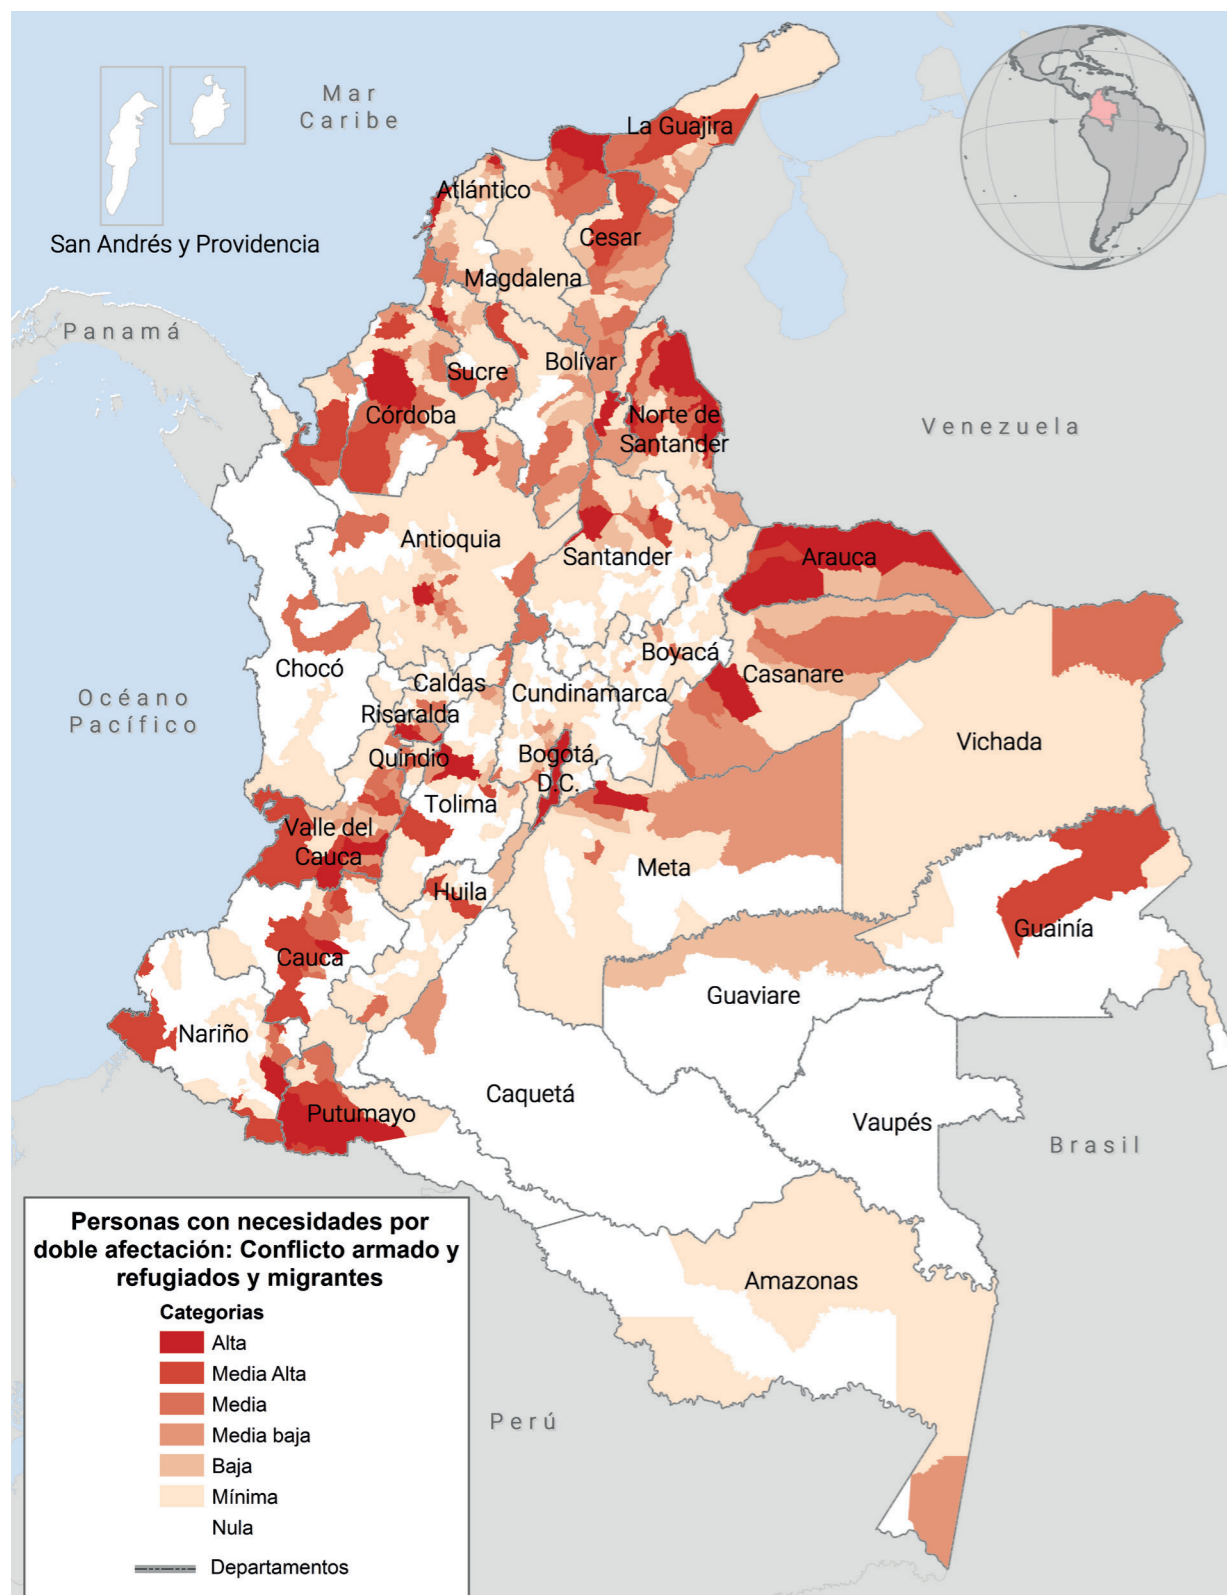 Mar
Caribe
La Guajira
Atlántico
San Andrés y Providencia
Cesar
Magdalena
Panamá
Bolívar
Sucre
Córdoba
Norte de
Santander
Venezuela
Antioquia
Santander
Arauca
Chocó
Boyacá
Casanare
Caldas
Cundinamarca
Océano
Pacífico
Risaralda
Quindio
Bogotá,
D.C.
Vichada
Tolima
Valle del
Cauca
Meta
Huila
Guainía
Cauca
Guaviare
Nariño
Caquetá
Putumayo
Vaupés
Brasil
Amazonas
Perú
Personas con necesidades por
doble afectación: Conflicto armado y
refugiados y migrantes
Categorias
Alta
Media Alta
Media
Media baja
Baja
Mínima
Nula
Departamentos